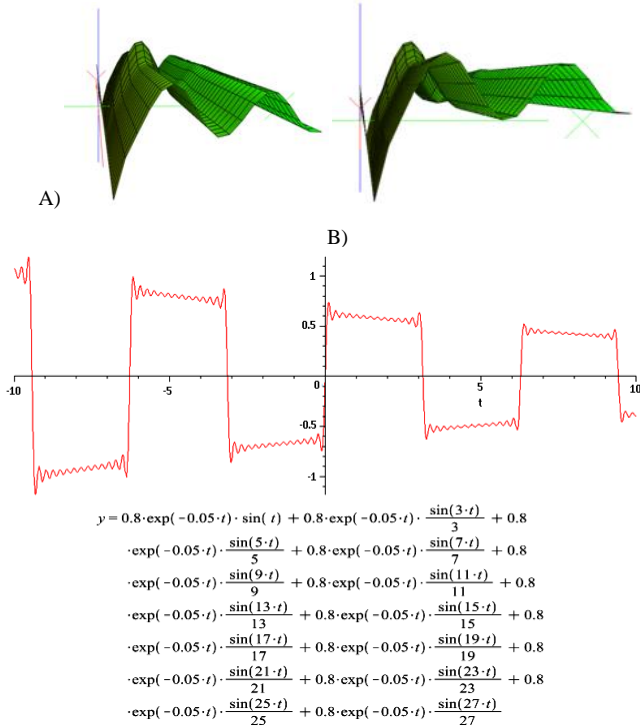 A)
B)
1
0.5
-10
-5
0
5
10
t
-0.5
-1
y = 0.8·exp(−0.05·t)·sin( t) + 0.8·exp(−0.05·t)·sin(3·t)/3 + 0.8
·exp(−0.05·t)·sin(5·t)/5 + 0.8·exp(−0.05·t)·sin(7·t)/7 + 0.8
·exp(−0.05·t)·sin(9·t)/9 + 0.8·exp(−0.05·t)·sin(11·t)/11 + 0.8
·exp(−0.05·t)·sin(13·t)/13 + 0.8·exp(−0.05·t)·sin(15·t)/15 + 0.8
·exp(−0.05·t)·sin(17·t)/17 + 0.8·exp(−0.05·t)·sin(19·t)/19 + 0.8
·exp(−0.05·t)·sin(21·t)/21 + 0.8·exp(−0.05·t)·sin(23·t)/23 + 0.8
·exp(−0.05·t)·sin(25·t)/25 + 0.8·exp(−0.05·t)·sin(27·t)/27